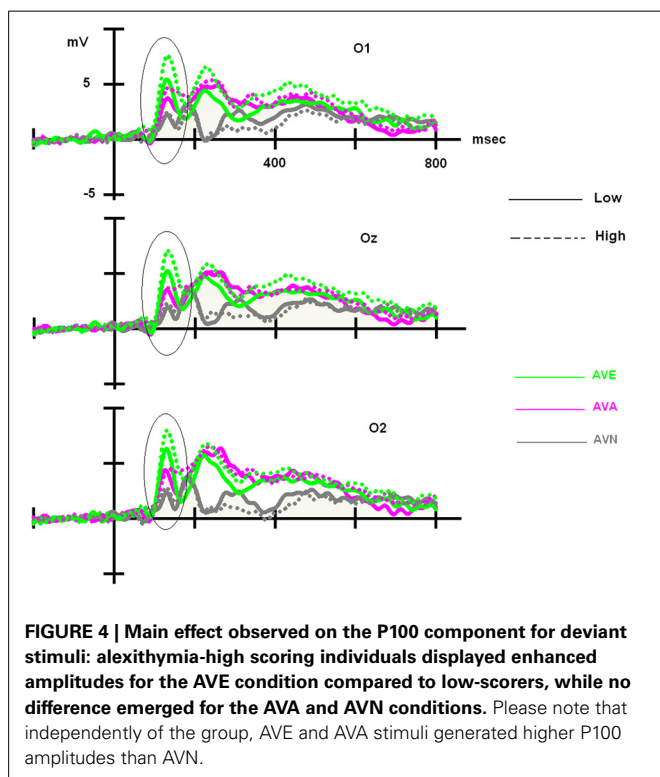 mV
O1
5
msec
400
800
-5
Low
High
Oz
AVE
AVA
AVN
O2
FIGURE 4 | Main effect observed on the P100 component for deviant
stimuli: alexithymia-high scoring individuals displayed enhanced
amplitudes for the AVE condition compared to low-scorers, while no
difference emerged for the AVA and AVN conditions. Please note that
independently of the group, AVE and AVA stimuli generated higher P100
amplitudes than AVN.